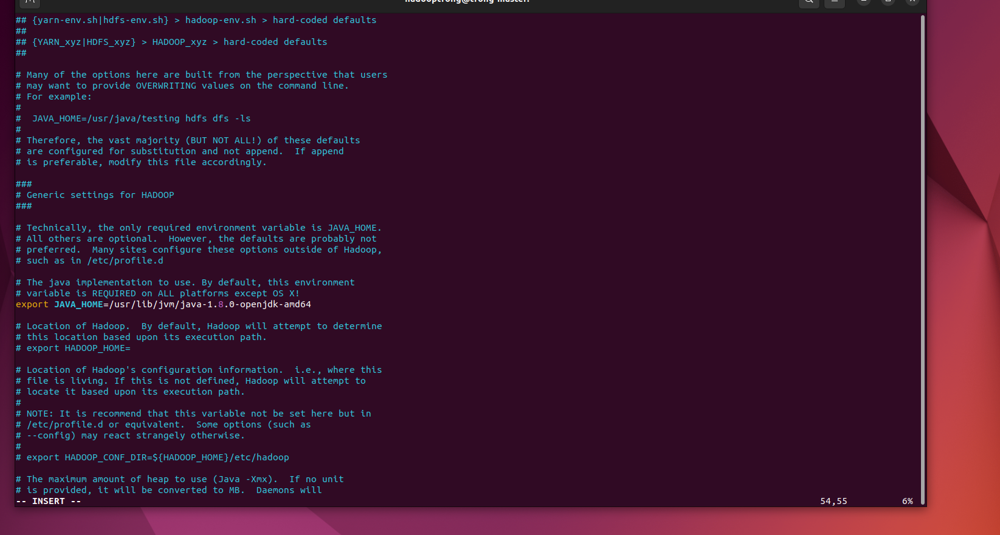 ## {yarn-env.sh|hdfs-env.sh} > hadoop-env.sh > hard-coded defaults
##
## {YARN_xyz|HDFS_xyz} > HADOOP_xyz > hard-coded defaults
##
# Many of the options here are built from the perspective that users
# may want to provide OVERWRITING values on the command line.
# For example:
#
#  JAVA_HOME=/usr/java/testing hdfs dfs -ls
#
# Therefore, the vast majority (BUT NOT ALL!) of these defaults
# are configured for substitution and not append.  If append
# is preferable, modify this file accordingly.
###
# Generic settings for HADOOP
###
# Technically, the only required environment variable is JAVA_HOME.
# All others are optional.  However, the defaults are probably not
# preferred.  Many sites configure these options outside of Hadoop,
# such as in /etc/profile.d
# The java implementation to use. By default, this environment
# variable is REQUIRED on ALL platforms except OS X!
export JAVA_HOME=/usr/lib/jvm/java-1.8.0-openjdk-amd64
# Location of Hadoop.  By default, Hadoop will attempt to determine
# this location based upon its execution path.
# export HADOOP_HOME=
# Location of Hadoop's configuration information.  i.e., where this
# file is living. If this is not defined, Hadoop will attempt to
# locate it based upon its execution path.
#
# NOTE: It is recommend that this variable not be set here but in
# /etc/profile.d or equivalent.  Some options (such as
# --config) may react strangely otherwise.
#
# export HADOOP_CONF_DIR=${HADOOP_HOME}/etc/hadoop
# The maximum amount of heap to use (Java -Xmx).  If no unit
# is provided, it will be converted to MB.  Daemons will
-- INSERT -- 54,55 6%